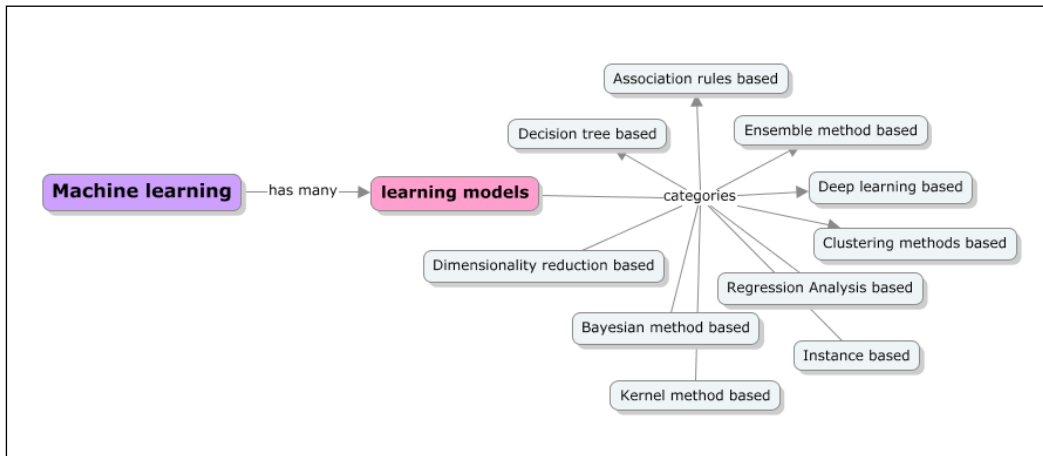 Association rules based
Decision tree based
Ensemble method based
Machine learning
has many
learning models
categories
Deep learning based
Clustering methods based
Dimensionality reduction based
Regression Analysis based
Bayesian method based
Instance based
Kernel method based